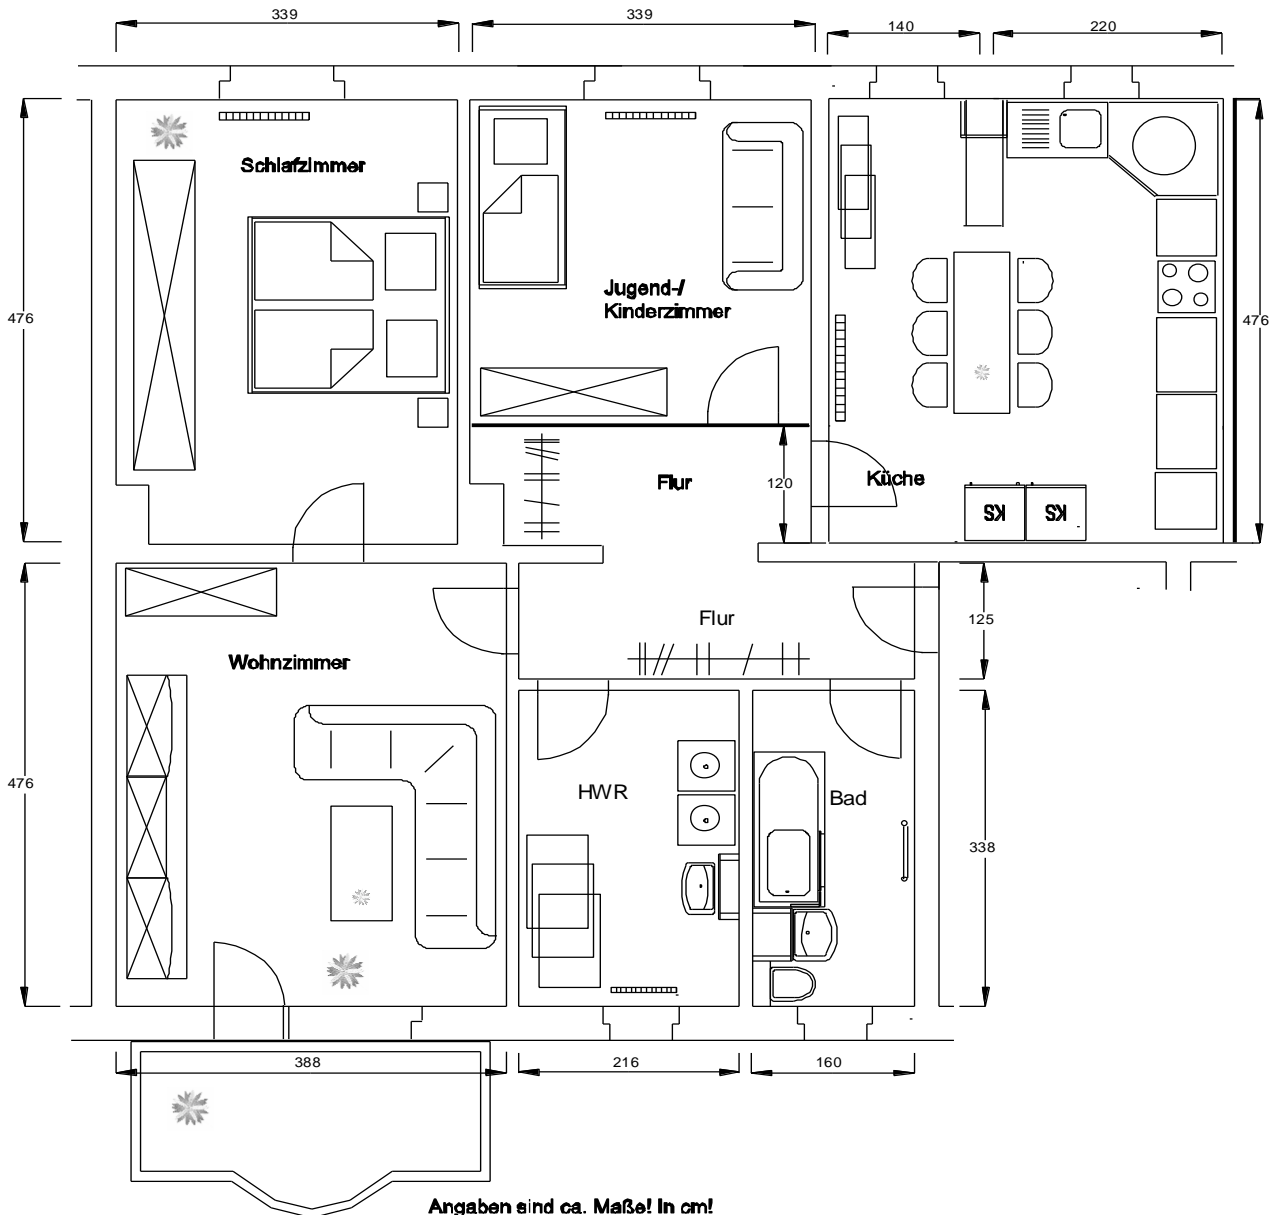 339
339
140
220
Schlafzimmer
Jugend-/
Kinderzimmer
476
476
Flur
120
Küche
KS
KS
Flur
125
Wohnzimmer
476
HWR
Bad
338
388
216
160
Angaben sind ca. Maße! in cm!